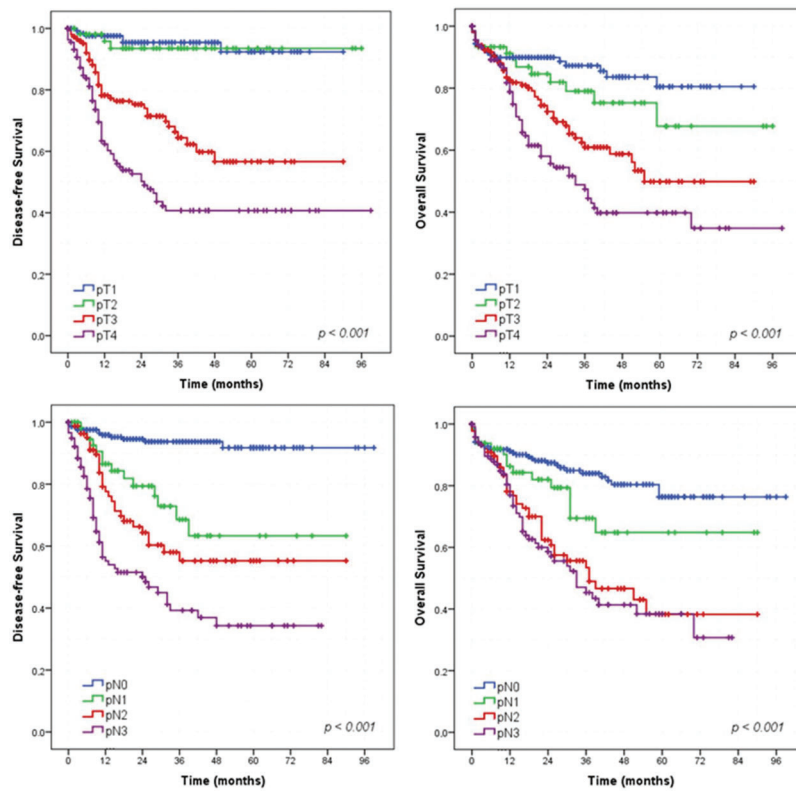 1.0
0.8
0.6
0.4
0.2
0.0
Disease-free Survival
pT1
pT2
pT3
pT4
p < 0.001
0 12 24 36 48 60 72 84 96
Time (months)
1.0
0.8
0.6
0.4
0.2
0.0
Overall Survival
pT1
pT2
pT3
pT4
p < 0.001
0 12 24 36 48 60 72 84 96
Time (months)
1.0
0.8
0.6
0.4
0.2
0.0
Disease-free Survival
pN0
pN1
pN2
pN3
p < 0.001
0 12 24 36 48 60 72 84 96
Time (months)
1.0
0.8
0.6
0.4
0.2
0.0
Overall Survival
pN0
pN1
pN2
pN3
p < 0.001
0 12 24 36 48 60 72 84 96
Time (months)